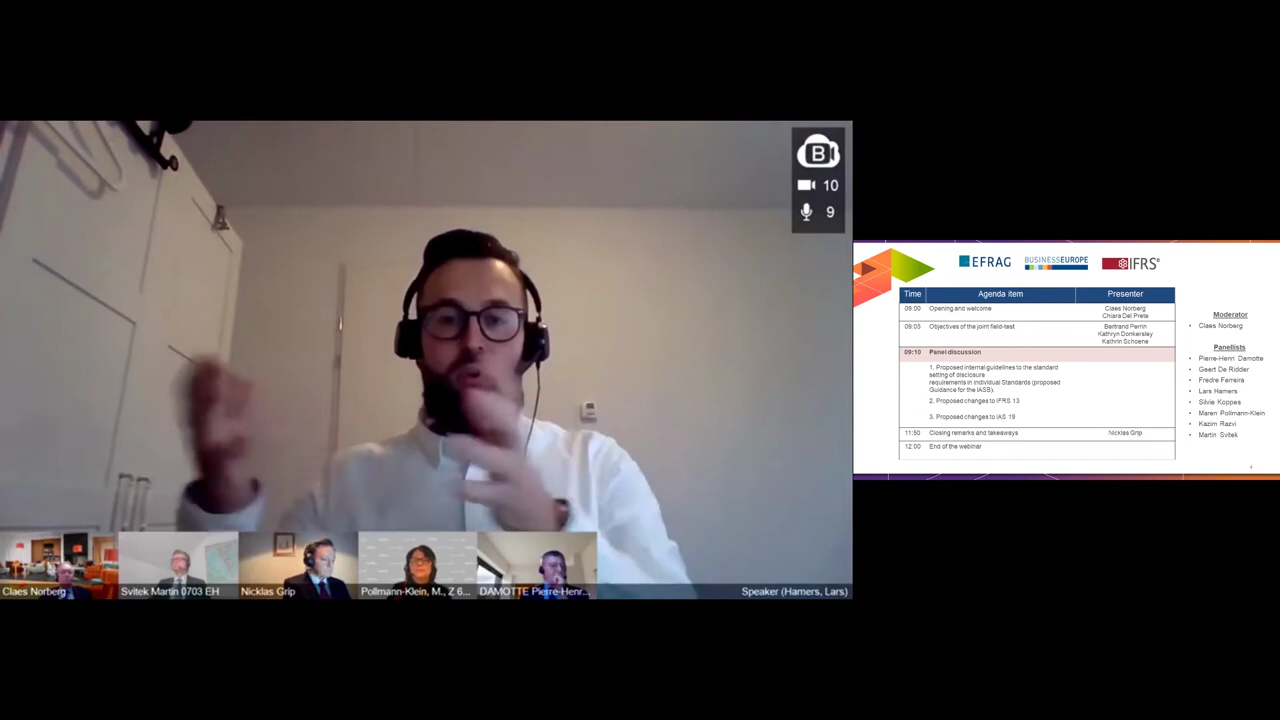 B
10
9
Claes Norberg
Svitek Martin 0703 EH
Nicklas Grip
Pollmann-Klein, M., Z 6...
DAMOTTE Pierre-Henr...
Speaker (Hamers, Lars)
EFRAG
BUSINESSEUROPE
IFRS®
Time Agenda item Presenter
09:00 Opening and welcome Claes Norberg
Chiara Del Prete
09:05 Objectives of the joint field-test Bertrand Perrin
Kathryn Donkersley
Kathrin Schoene
09:10 Panel discussion
1. Proposed internal guidelines to the standard
setting of disclosure
requirements in individual Standards (proposed
Guidance for the IASB).
2. Proposed changes to IFRS 13
3. Proposed changes to IAS 19
11:50 Closing remarks and takeaways Nicklas Grip
12:00 End of the webinar
Moderator
• Claes Norberg
Panellists
• Pierre-Henri Damotte
• Geert De Ridder
• Fredre Ferreira
• Lars Hamers
• Silvie Koppes
• Maren Pollmann-Klein
• Kazim Razvi
• Martin Svitek